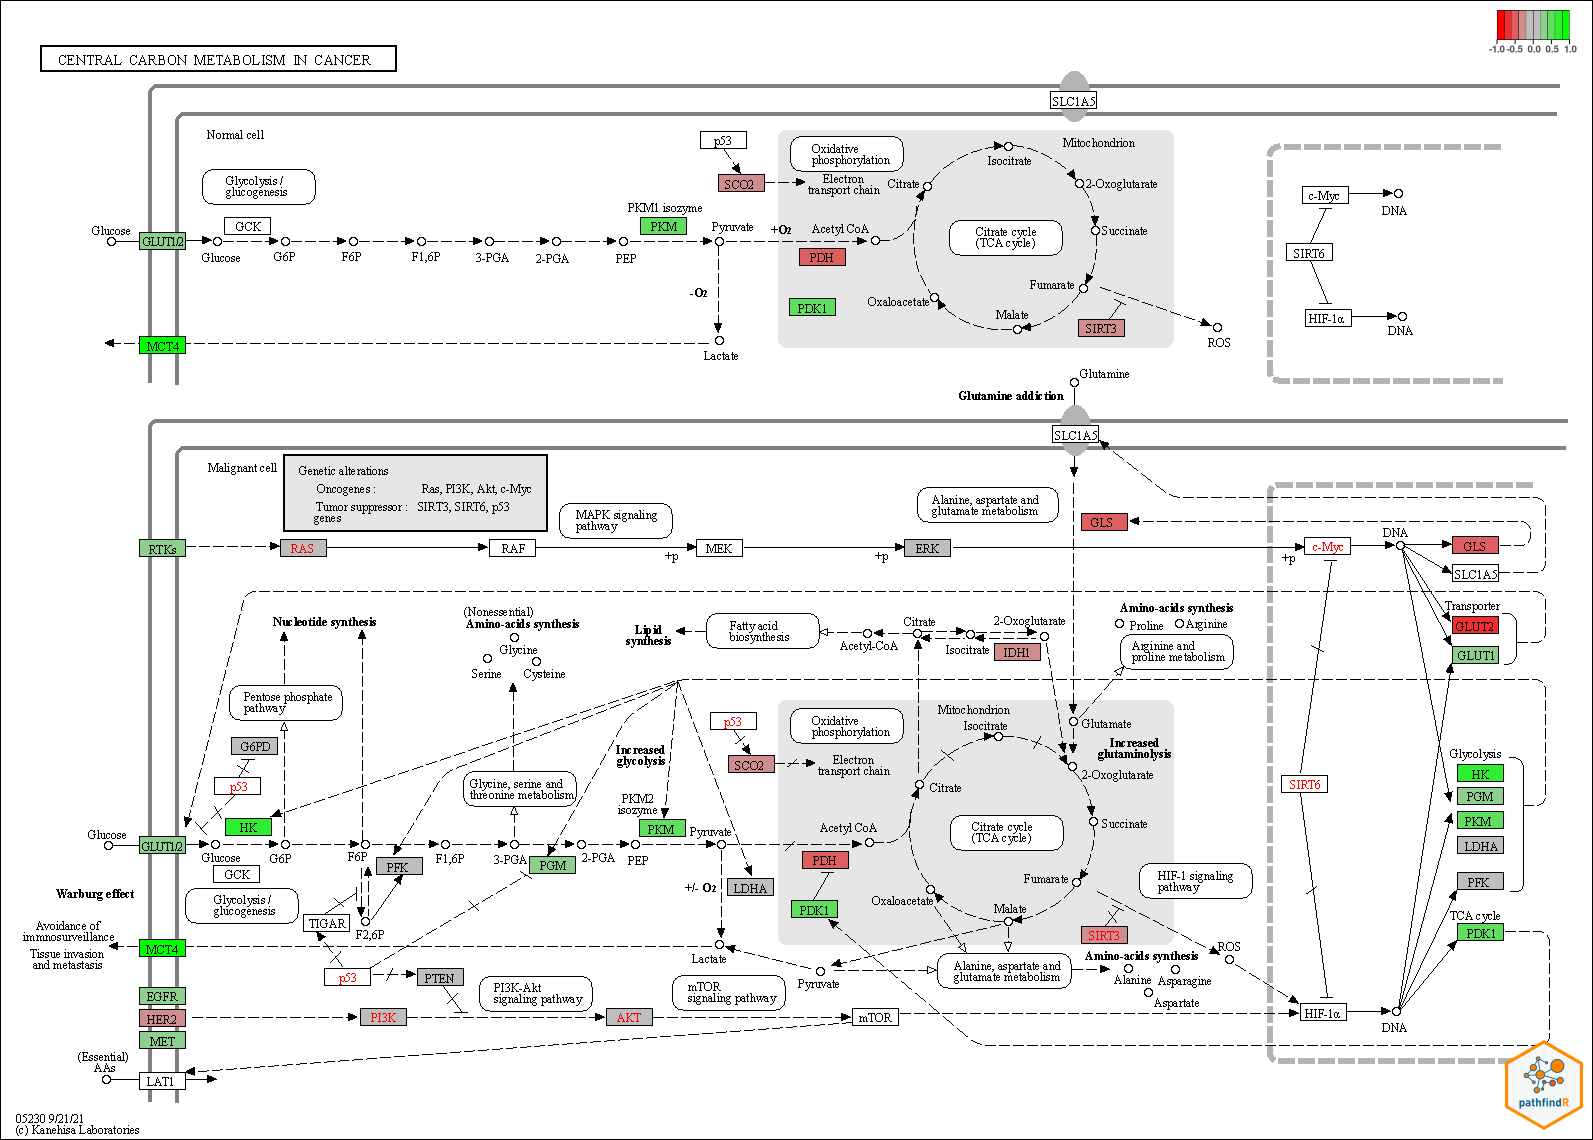 CENTRAL CARBON METABOLISM IN CANCER
-1.0 -0.5 0.0 0.5 1.0
SLC1A5
Normal cell
Glycolysis /
glucogenesis
p53
SCO2
Oxidative
phosphorylation
Electron
transport chain
Mitochondrion
Isocitrate
Citrate
2-Oxoglutarate
Succinate
Citrate cycle
(TCA cycle)
Fumarate
Malate
Oxaloacetate
SIRT3
ROS
Glucose
GLUT1/2
GCK
Glucose
G6P
F6P
F1,6P
3-PGA
2-PGA
PEP
PKM1 isozyme
PKM
Pyruvate
+O2
Acetyl CoA
PDH
PDK1
-O2
Lactate
MCT4
c-Myc
DNA
SIRT6
HIF-1α
DNA
Glutamine
Glutamine addiction
SLC1A5
Malignant cell
Genetic alterations
Oncogenes : Ras, PI3K, Akt, c-Myc
Tumor suppressor : SIRT3, SIRT6, p53
genes
MAPK signaling
pathway
Alanine, aspartate and
glutamate metabolism
GLS
RTKs
RAS
RAF
+p
MEK
+p
ERK
+p
c-Myc
DNA
GLS
SLC1A5
Transporter
GLUT2
GLUT1
Nucleotide synthesis
(Nonessential)
Amino-acids synthesis
Glycine
Serine
Cysteine
Lipid
synthesis
Fatty acid
biosynthesis
Citrate
Acetyl-CoA
Isocitrate
2-Oxoglutarate
IDH1
Amino-acids synthesis
Proline
Arginine
Arginine and
proline metabolism
Pentose phosphate
pathway
G6PD
p53
HK
Glycine, serine and
threonine metabolism
Increased
glycolysis
PKM2
isozyme
PKM
p53
SCO2
Oxidative
phosphorylation
Electron
transport chain
Mitochondrion
Isocitrate
Glutamate
Increased
glutaminolysis
2-Oxoglutarate
Citrate
Succinate
Citrate cycle
(TCA cycle)
Fumarate
Malate
Oxaloacetate
SIRT3
Acetyl CoA
PDH
PDK1
Glucose
GLUT1/2
Glucose
GCK
G6P
F6P
PFK
F1,6P
3-PGA
PGM
2-PGA
PEP
Pyruvate
LDHA
+/- O2
Glycolysis /
glucogenesis
TIGAR
F2,6P
Warburg effect
Avoidance of
immnosurveillance
Tissue invasion
and metastasis
MCT4
Lactate
Pyruvate
Alanine, aspartate and
glutamate metabolism
Amino-acids synthesis
Alanine
Asparagine
Aspartate
ROS
HIF-1 signaling
pathway
SIRT6
Glycolysis
HK
PGM
PKM
LDHA
PFK
TCA cycle
PDK1
p53
PTEN
PI3K-Akt
signaling pathway
mTOR
signaling pathway
EGFR
HER2
MET
PI3K
AKT
mTOR
HIF-1α
DNA
(Essential)
AAs
LAT1
pathfindR
05230 9/21/21
(c) Kanehisa Laboratories